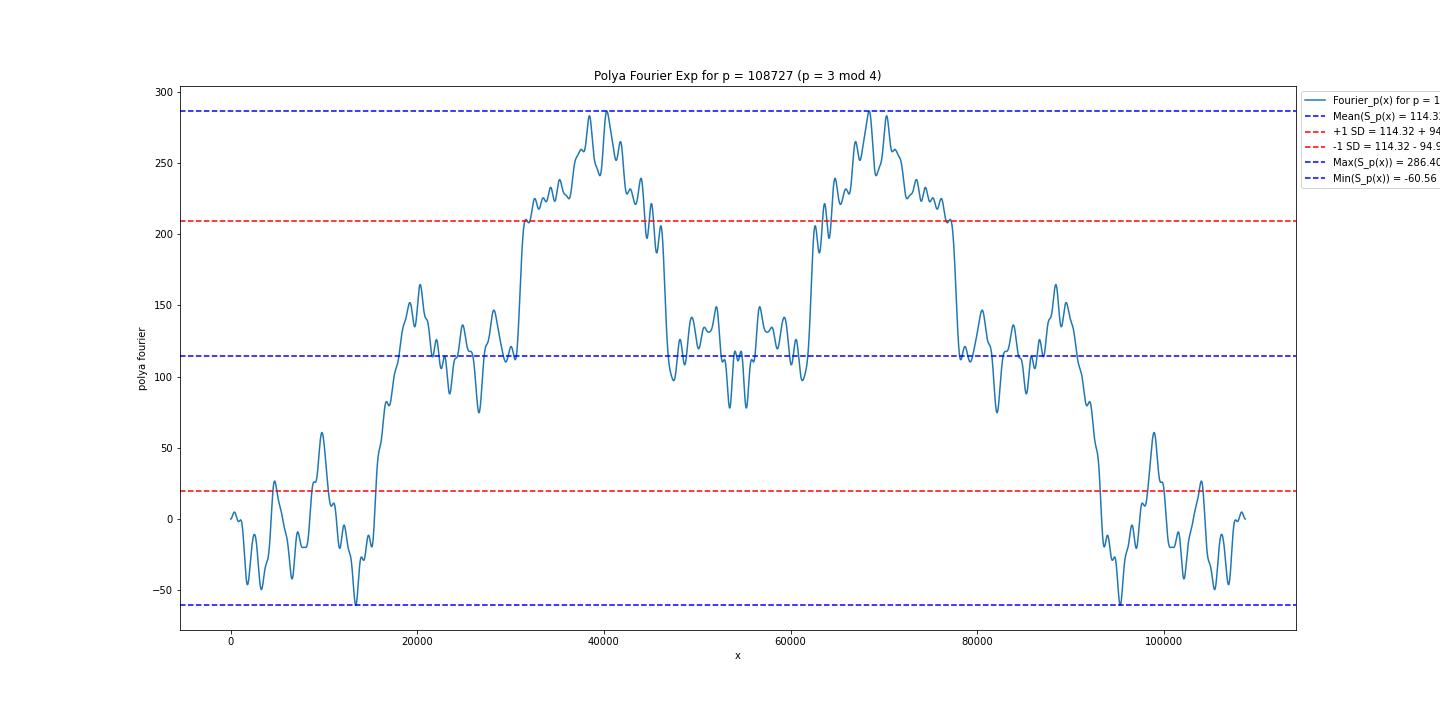 Polya Fourier Exp for p = 108727 (p = 3 mod 4)
300
250
200
150
100
50
0
−50
polya fourier
0
20000
40000
60000
80000
100000
x
Fourier_p(x) for p = 1
Mean(S_p(x) = 114.3
+1 SD = 114.32 + 94
-1 SD = 114.32 - 94.9
Max(S_p(x)) = 286.40
Min(S_p(x)) = -60.56